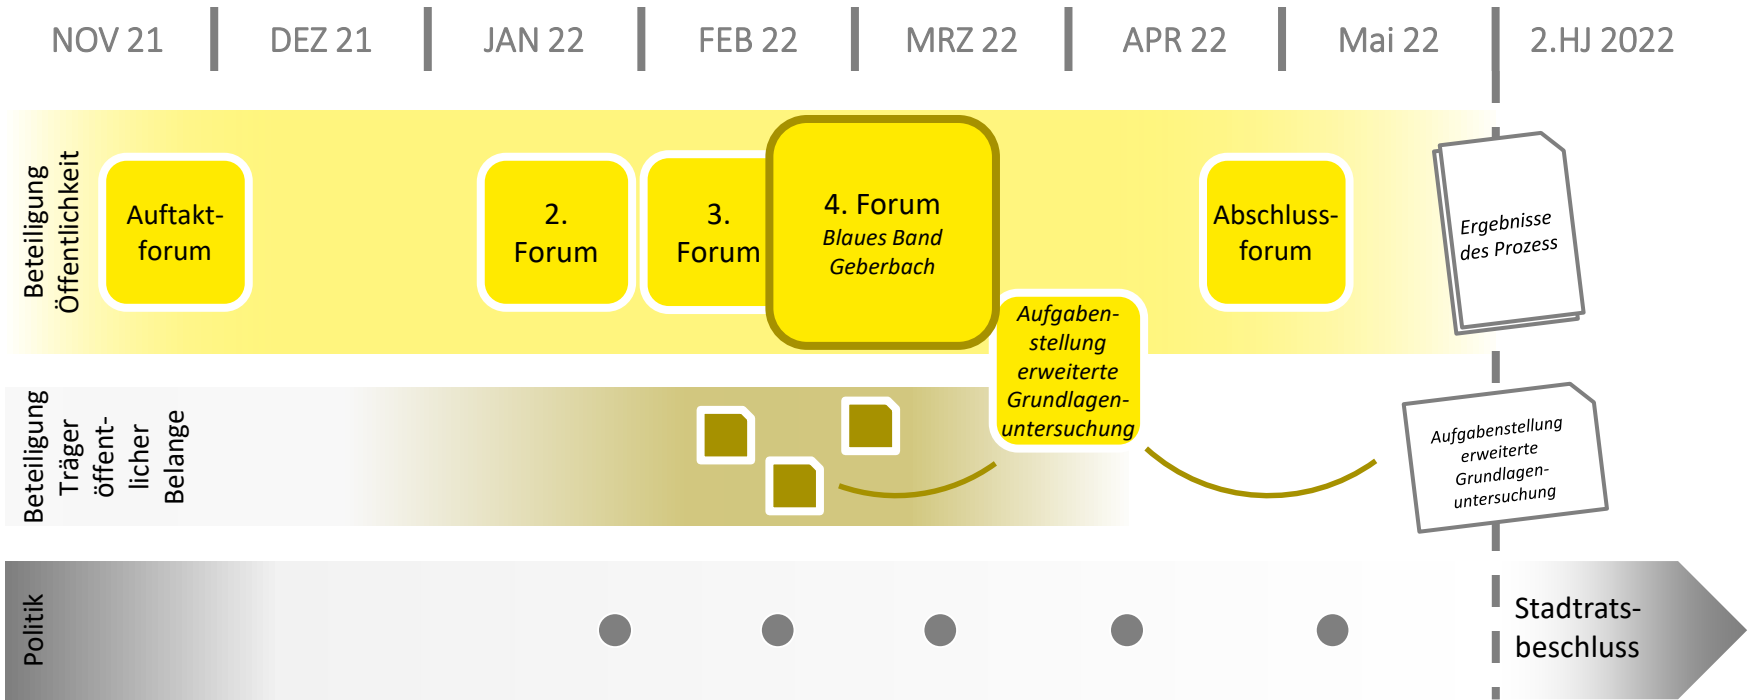 NOV 21
DEZ 21
JAN 22
FEB 22
MRZ 22
APR 22
Mai 22
2.HJ 2022
Beteiligung
Öffentlichkeit
Auftakt-
forum
2.
Forum
3.
Forum
4. Forum
Blaues Band
Geberbach
Aufgaben-
stellung
erweiterte
Grundlagen-
untersuchung
Abschluss-
forum
Ergebnisse
des Prozess
Beteiligung
Träger
öffent-
licher
Belange
Aufgabenstellung
erweiterte
Grundlagen-
untersuchung
Politik
Stadtrats-
beschluss